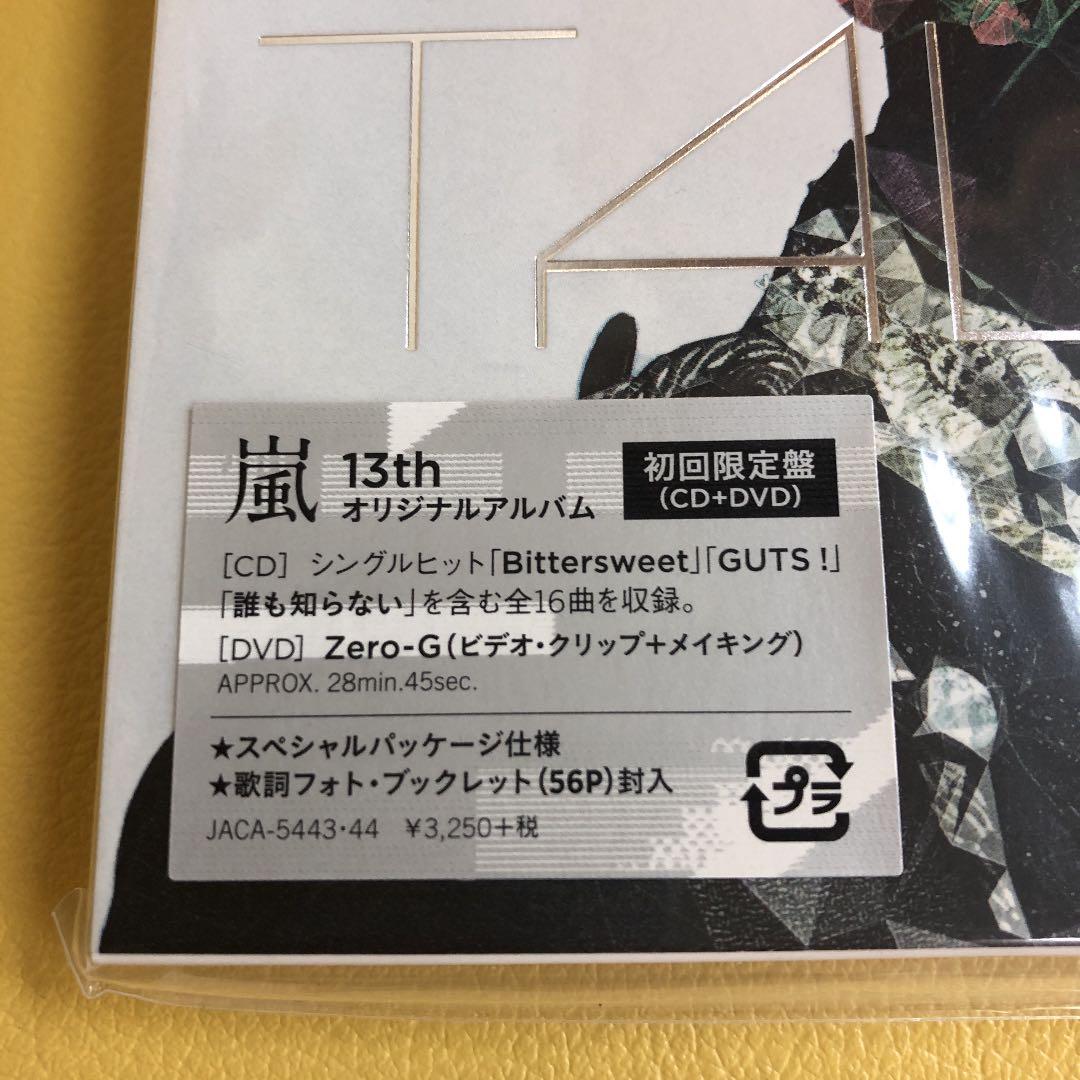 嵐 13th
オリジナルアルバム
初回限定盤
(CD+DVD)
[CD] シングルヒット「Bittersweet」「GUTS !」
「誰も知らない」を含む全16曲を収録。
[DVD] Zero-G(ビデオ・クリップ+メイキング)
APPROX. 28min.45sec.
★スペシャルパッケージ仕様
★歌詞フォト・ブックレット(56P)封入
JACA-5443・44 ¥3,250+税
プラ